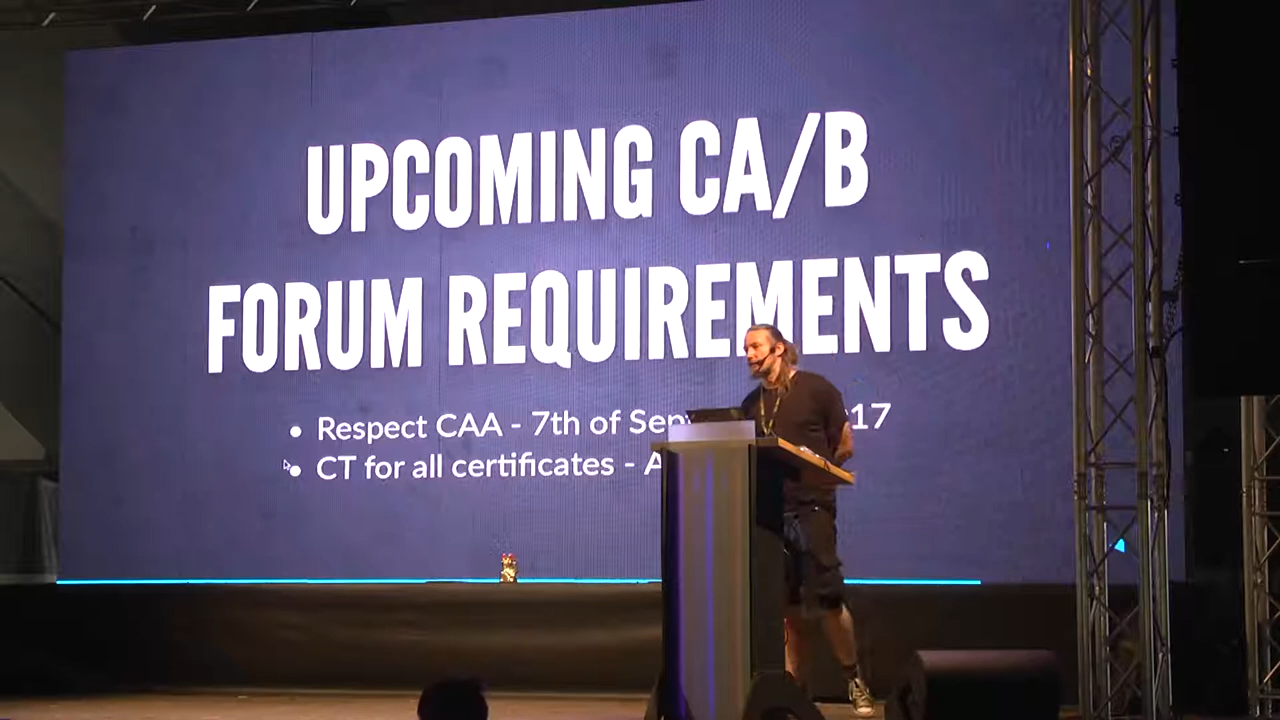 UPCOMING CA/B
FORUM REQUIREMENTS
• Respect CAA - 7th of Sep 17
• CT for all certificates - A